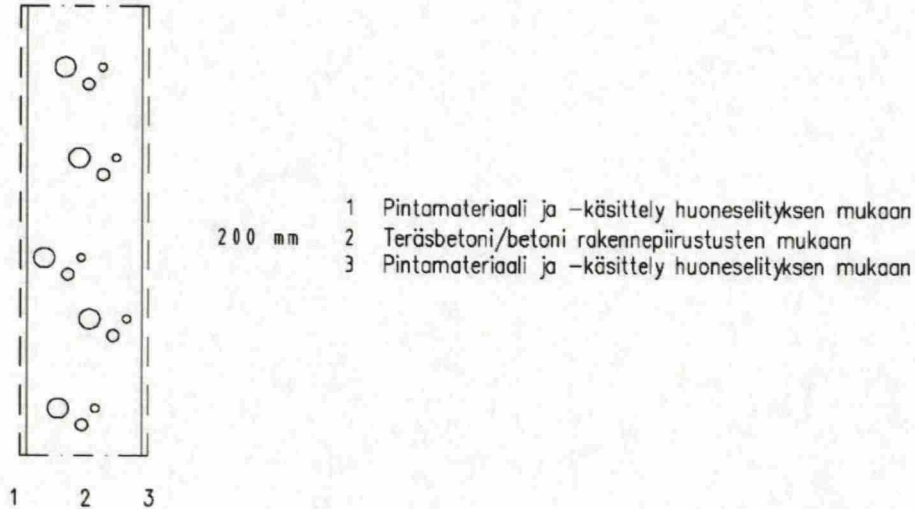 1 Pintamateriaali ja -käsittely huoneselityksen mukaan
200 mm 2 Teräsbetoni/betoni rakennepiirustusten mukaan
3 Pintamateriaali ja -käsittely huoneselityksen mukaan
1 2 3